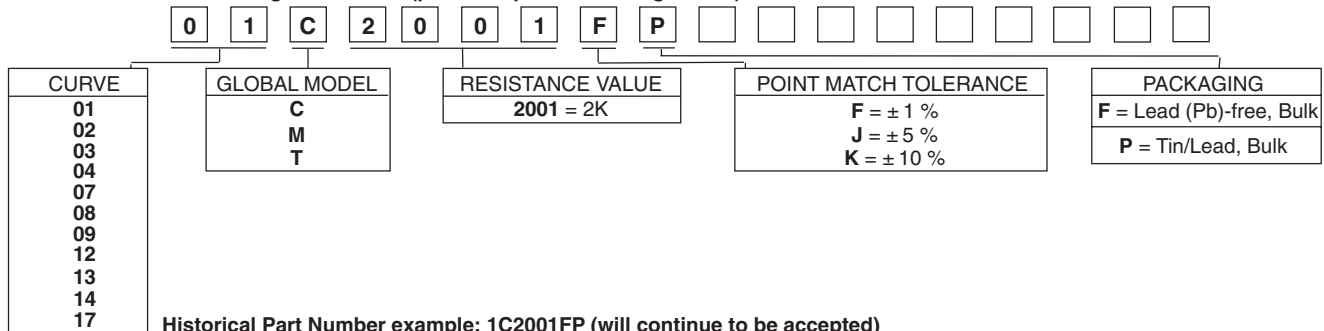 0 1 C 2 0 0 1 F P
CURVE
01
02
03
04
07
08
09
12
13
14
17
GLOBAL MODEL
C
M
T
RESISTANCE VALUE
2001 = 2K
POINT MATCH TOLERANCE
F = ± 1 %
J = ± 5 %
K = ± 10 %
PACKAGING
F = Lead (Pb)-free, Bulk
P = Tin/Lead, Bulk
Historical Part Number example: 1C2001FP (will continue to be accepted)